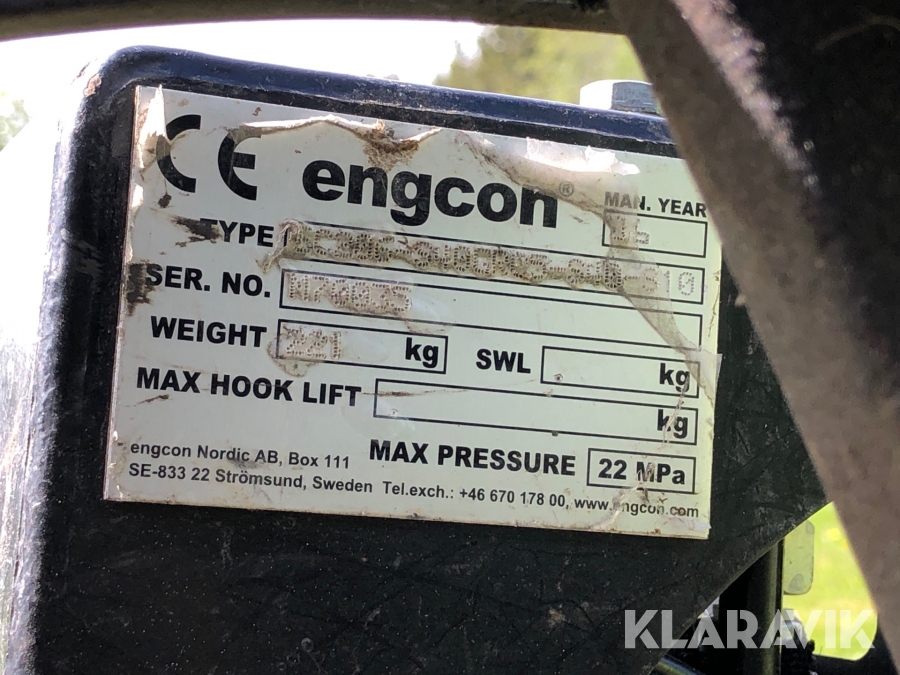 CE engcon®
MAN. YEAR
TYPE
SER. NO.
WEIGHT 221 kg SWL kg
MAX HOOK LIFT kg
MAX PRESSURE 22 MPa
engcon Nordic AB, Box 111
SE-833 22 Strömsund, Sweden Tel.exch.: +46 670 178 00, www.engcon.com
KLARAVIK